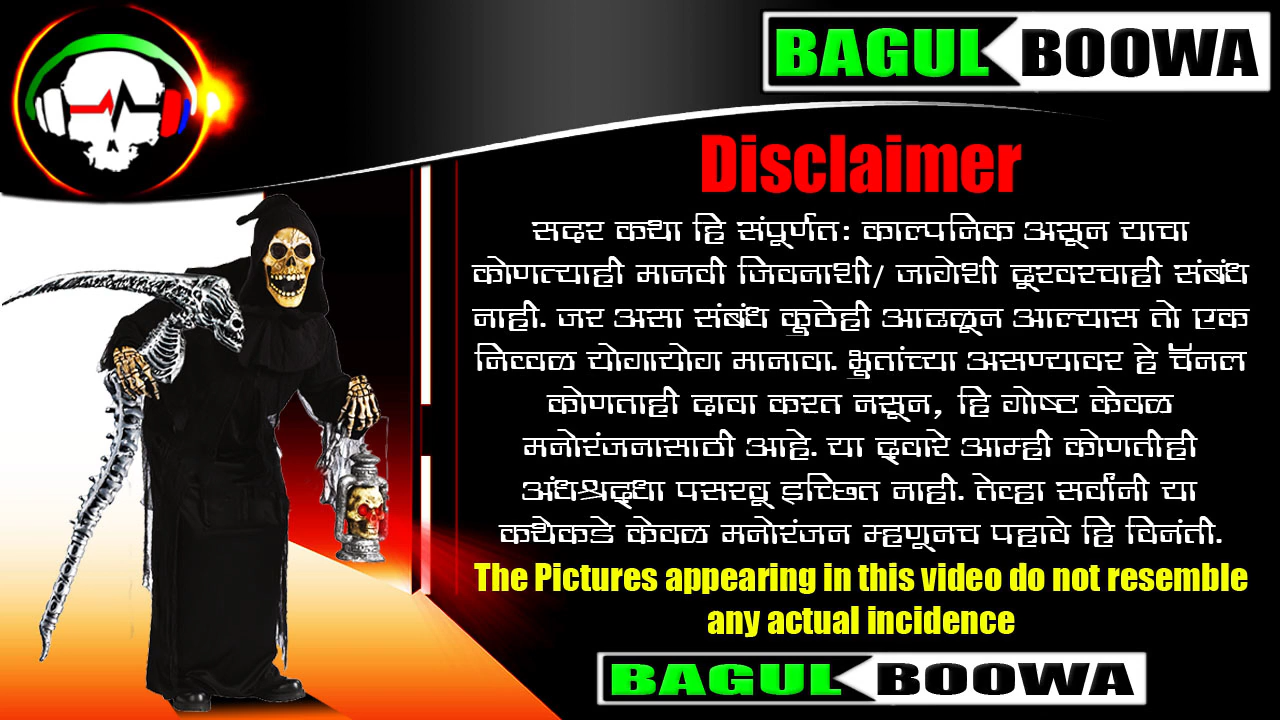 BAGUL BOOWA
Disclaimer
सदर कथा हि संपूर्णत: काल्पनिक असून याचा
कोणत्याही मानवी जिवनाशी/ जागेशी दूरवरचाही संबंध
नाही. जर असा संबंध कुठेही आढळून आल्यास तो एक
निव्वळ योगायोग मानावा. भुतांच्या असण्यावर हे चॅनल
कोणताही दावा करत नसून, हि गोष्ट केवळ
मनोरंजनासाठी आहे. या द्वारे आम्ही कोणतीही
अंधश्रद्धा पसरवू इच्छित नाही. तेव्हा सर्वांनी या
कथेकडे केवळ मनोरंजन म्हणूनच पहावे हि विनंती.
The Pictures appearing in this video do not resemble
any actual incidence
BAGUL BOOWA